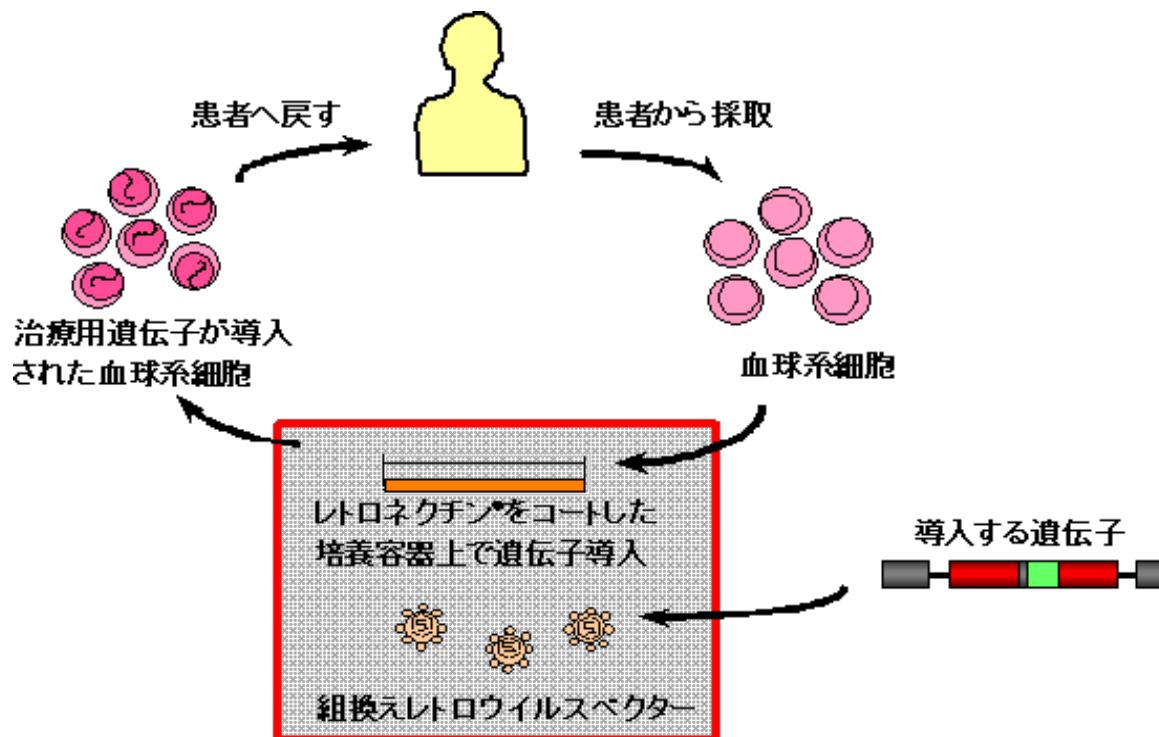 患者へ戻す
患者から採取
治療用遺伝子が導入
された血球系細胞
血球系細胞
レトロネクチン®をコートした
培養容器上で遺伝子導入
導入する遺伝子
組換えレトロウイルスベクター